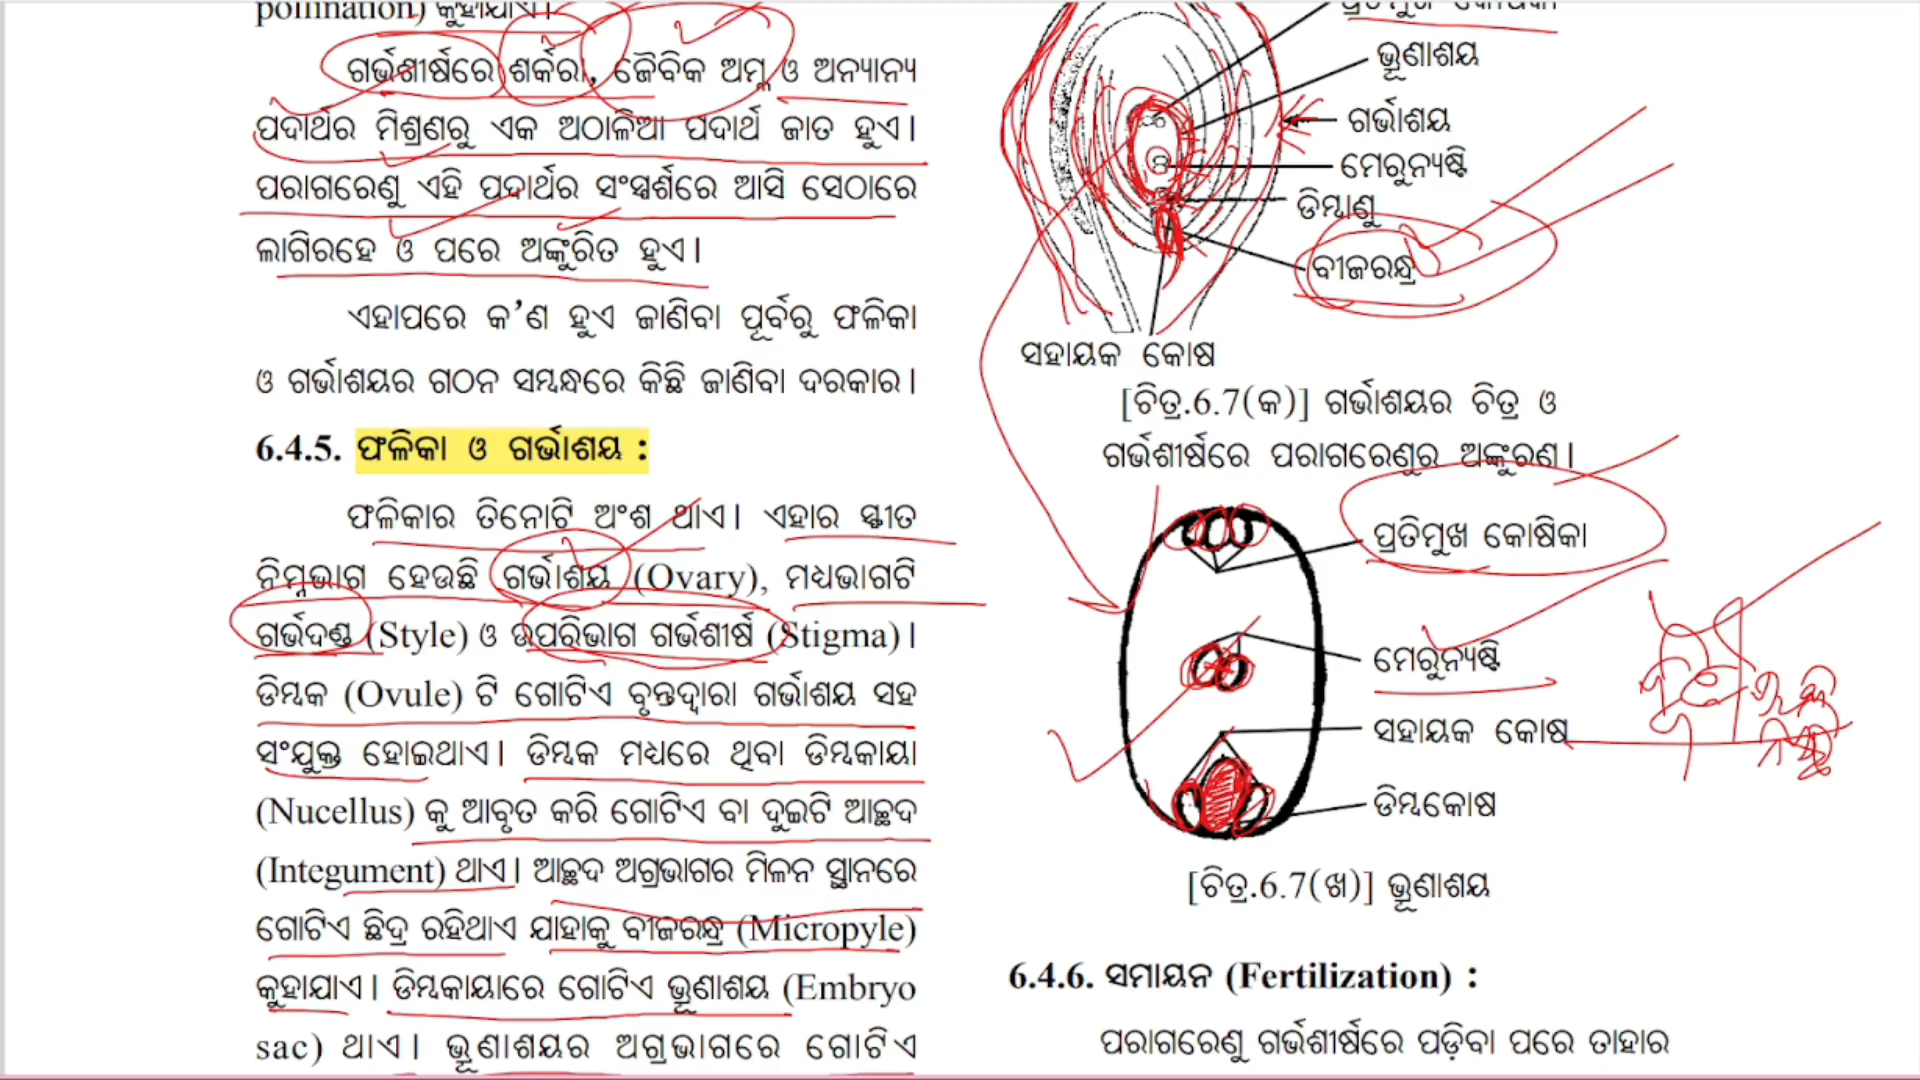 pollination) କୁହାଯାଏ।
ଗର୍ଭଶୀର୍ଷରେ ଶର୍କରା, ଜୈବିକ ଅମ୍ଳ ଓ ଅନ୍ୟାନ୍ୟ
ପଦାର୍ଥର ମିଶ୍ରଣରୁ ଏକ ଅଠାଳିଆ ପଦାର୍ଥ ଜାତ ହୁଏ।
ପରାଗରେଣୁ ଏହି ପଦାର୍ଥର ସଂସ୍ପର୍ଶରେ ଆସି ସେଠାରେ
ଲାଗିରହେ ଓ ପରେ ଅଙ୍କୁରିତ ହୁଏ।
ଏହାପରେ କ'ଣ ହୁଏ ଜାଣିବା ପୂର୍ବରୁ ଫଳିକା
ଓ ଗର୍ଭାଶୟର ଗଠନ ସମ୍ବନ୍ଧରେ କିଛି ଜାଣିବା ଦରକାର।
6.4.5. ଫଳିକା ଓ ଗର୍ଭାଶୟ :
ଫଳିକାର ତିନୋଟି ଅଂଶ ଥାଏ। ଏହାର ସ୍ଫୀତ
ନିମ୍ନଭାଗ ହେଉଛି ଗର୍ଭାଶୟ (Ovary), ମଧ୍ୟଭାଗଟି
ଗର୍ଭଦଣ୍ଡ (Style) ଓ ଉପରିଭାଗ ଗର୍ଭଶୀର୍ଷ (Stigma)।
ଡିମ୍ବକ (Ovule) ଟି ଗୋଟିଏ ବୃନ୍ତଦ୍ୱାରା ଗର୍ଭାଶୟ ସହ
ସଂଯୁକ୍ତ ହୋଇଥାଏ। ଡିମ୍ବକ ମଧ୍ୟରେ ଥିବା ଡିମ୍ବକାୟା
(Nucellus) କୁ ଆବୃତ କରି ଗୋଟିଏ ବା ଦୁଇଟି ଆଚ୍ଛଦ
(Integument) ଥାଏ। ଆଚ୍ଛଦ ଅଗ୍ରଭାଗର ମିଳନ ସ୍ଥାନରେ
ଗୋଟିଏ ଛିଦ୍ର ରହିଥାଏ ଯାହାକୁ ବୀଜରନ୍ଧ୍ର (Micropyle)
କୁହାଯାଏ। ଡିମ୍ବକାୟାରେ ଗୋଟିଏ ଭ୍ରୂଣାଶୟ (Embryo
sac) ଥାଏ। ଭ୍ରୂଣାଶୟର ଅଗ୍ରଭାଗରେ ଗୋଟିଏ
ପ୍ରତିମୁଖ କୋଷିକା
ଭ୍ରୂଣାଶୟ
ଗର୍ଭାଶୟ
ମେରୁନ୍ୟଷ୍ଟି
ଡିମ୍ବାଣୁ
ବୀଜରନ୍ଧ୍ର
ସହାୟକ କୋଷ
[ଚିତ୍ର.6.7(କ)] ଗର୍ଭାଶୟର ଚିତ୍ର ଓ
ଗର୍ଭଶୀର୍ଷରେ ପରାଗରେଣୁର ଅଙ୍କୁରଣ।
ପ୍ରତିମୁଖ କୋଷିକା
ମେରୁନ୍ୟଷ୍ଟି
ସହାୟକ କୋଷ
ଡିମ୍ବକୋଷ
[ଚିତ୍ର.6.7(ଖ)] ଭ୍ରୂଣାଶୟ
6.4.6. ସମାୟନ (Fertilization) :
ପରାଗରେଣୁ ଗର୍ଭଶୀର୍ଷରେ ପଡ଼ିବା ପରେ ତାହାର